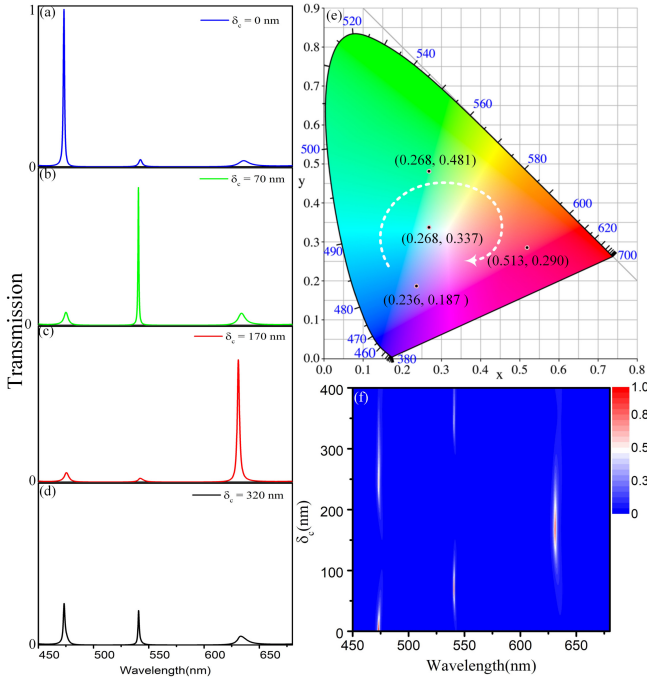 (a)
δc = 0 nm
1
0
(b)
δc = 70 nm
0
(c)
δc = 170 nm
0
(d)
δc = 320 nm
0
Transmission
450 500 550 600 650
Wavelength(nm)
(e)
0.9
0.8
0.7
0.6
0.5
0.5
y
0.4
0.3
0.2
0.1
0.0
0.0 0.1 0.2 0.3 0.4 0.5 0.6 0.7 0.8
x
520
540
560
580
600
620
700
500
490
480
470
460
380
(0.268, 0.481)
(0.268, 0.337)
(0.513, 0.290)
(0.236, 0.187 )
(f)
400
300
200
100
0
δc(nm)
450 500 550 600 650
Wavelength(nm)
1.0
0.8
0.5
0.3
0